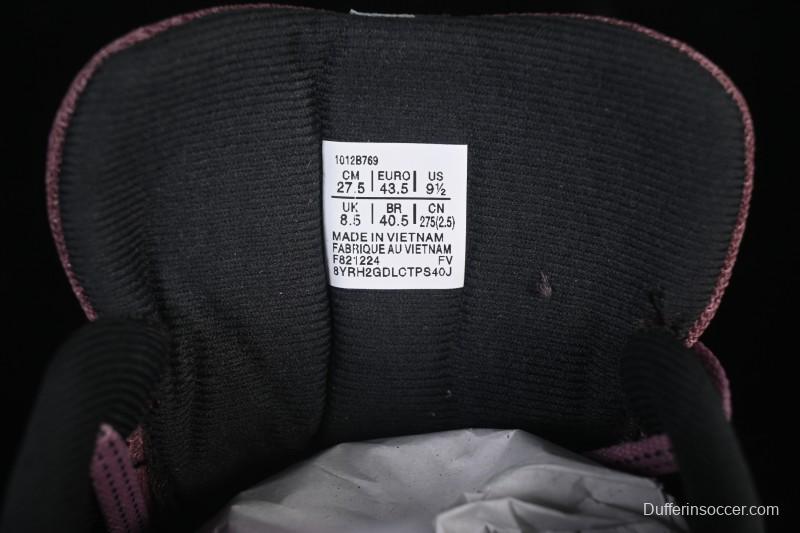 1012B769
CM EURO US
27.5 43.5 9½
UK BR CN
8.5 40.5 275(2.5)
MADE IN VIETNAM
FABRIQUE AU VIETNAM
F821224 FV
8YRH2GDLCTPS40J
Dufferinsoccer.com